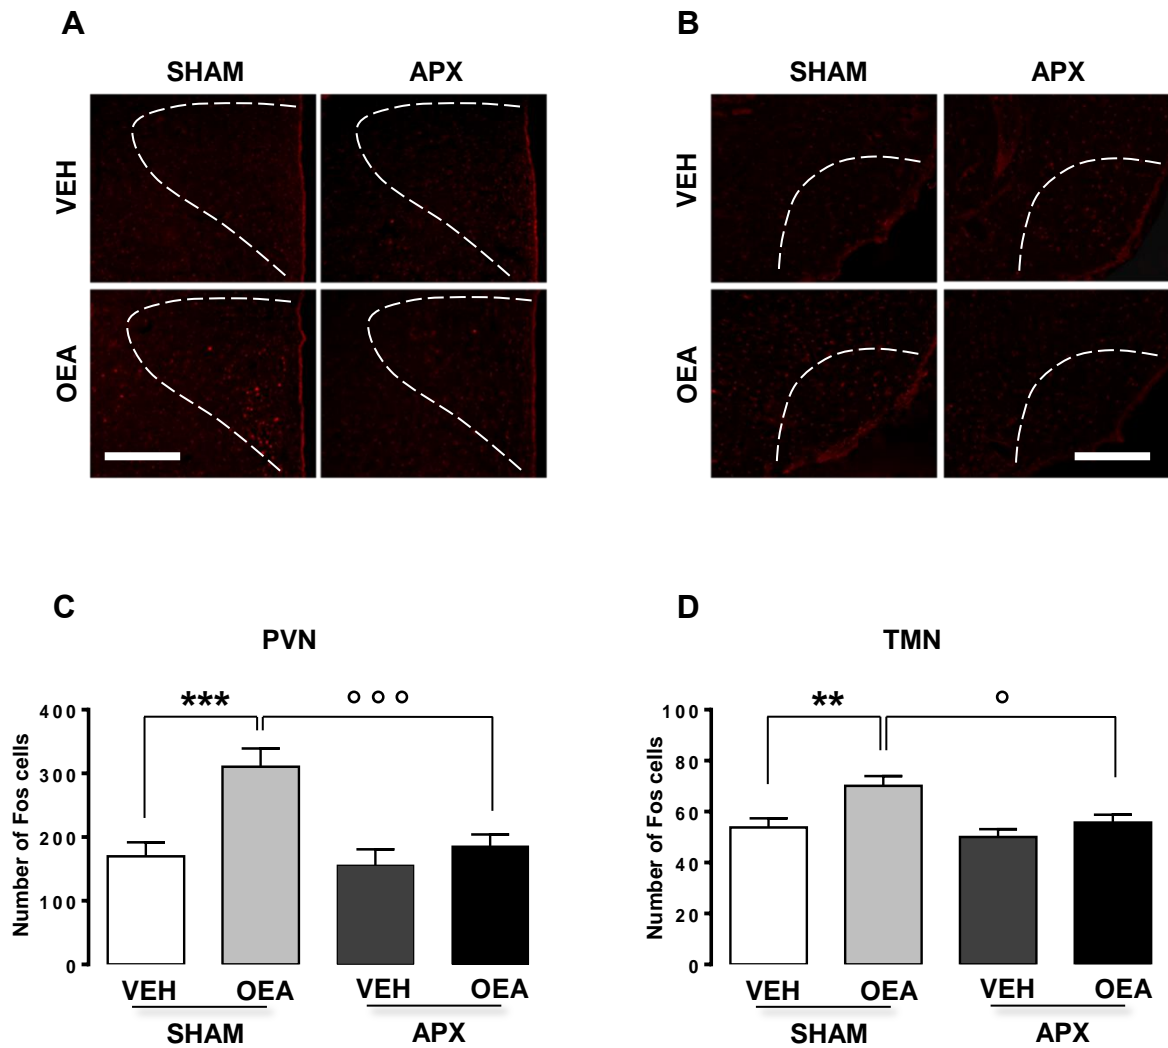 A
B
SHAM APX
SHAM APX
VEH
VEH
OEA
OEA
C
D
PVN
TMN
*** ° ° °
** °
Number of Fos cells
400
300
200
100
0
Number of Fos cells
100
80
60
40
20
0
VEH OEA VEH OEA
SHAM APX
VEH OEA VEH OEA
SHAM APX